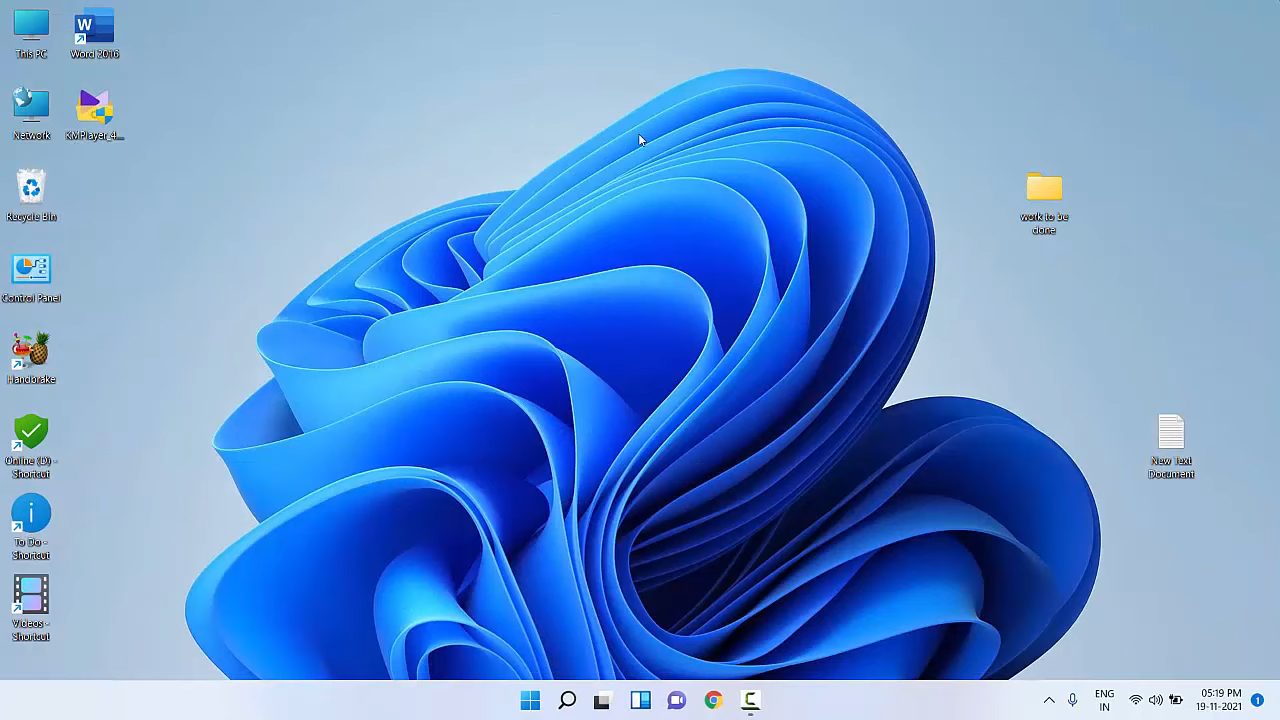 This PC
Word 2016
Network
KMPlayer_4...
Recycle Bin
Control Panel
Handbrake
Online (D) -
Shortcut
To Do -
Shortcut
Videos -
Shortcut
work to be
done
New Text
Document
ENG
IN
05:19 PM
19-11-2021
1